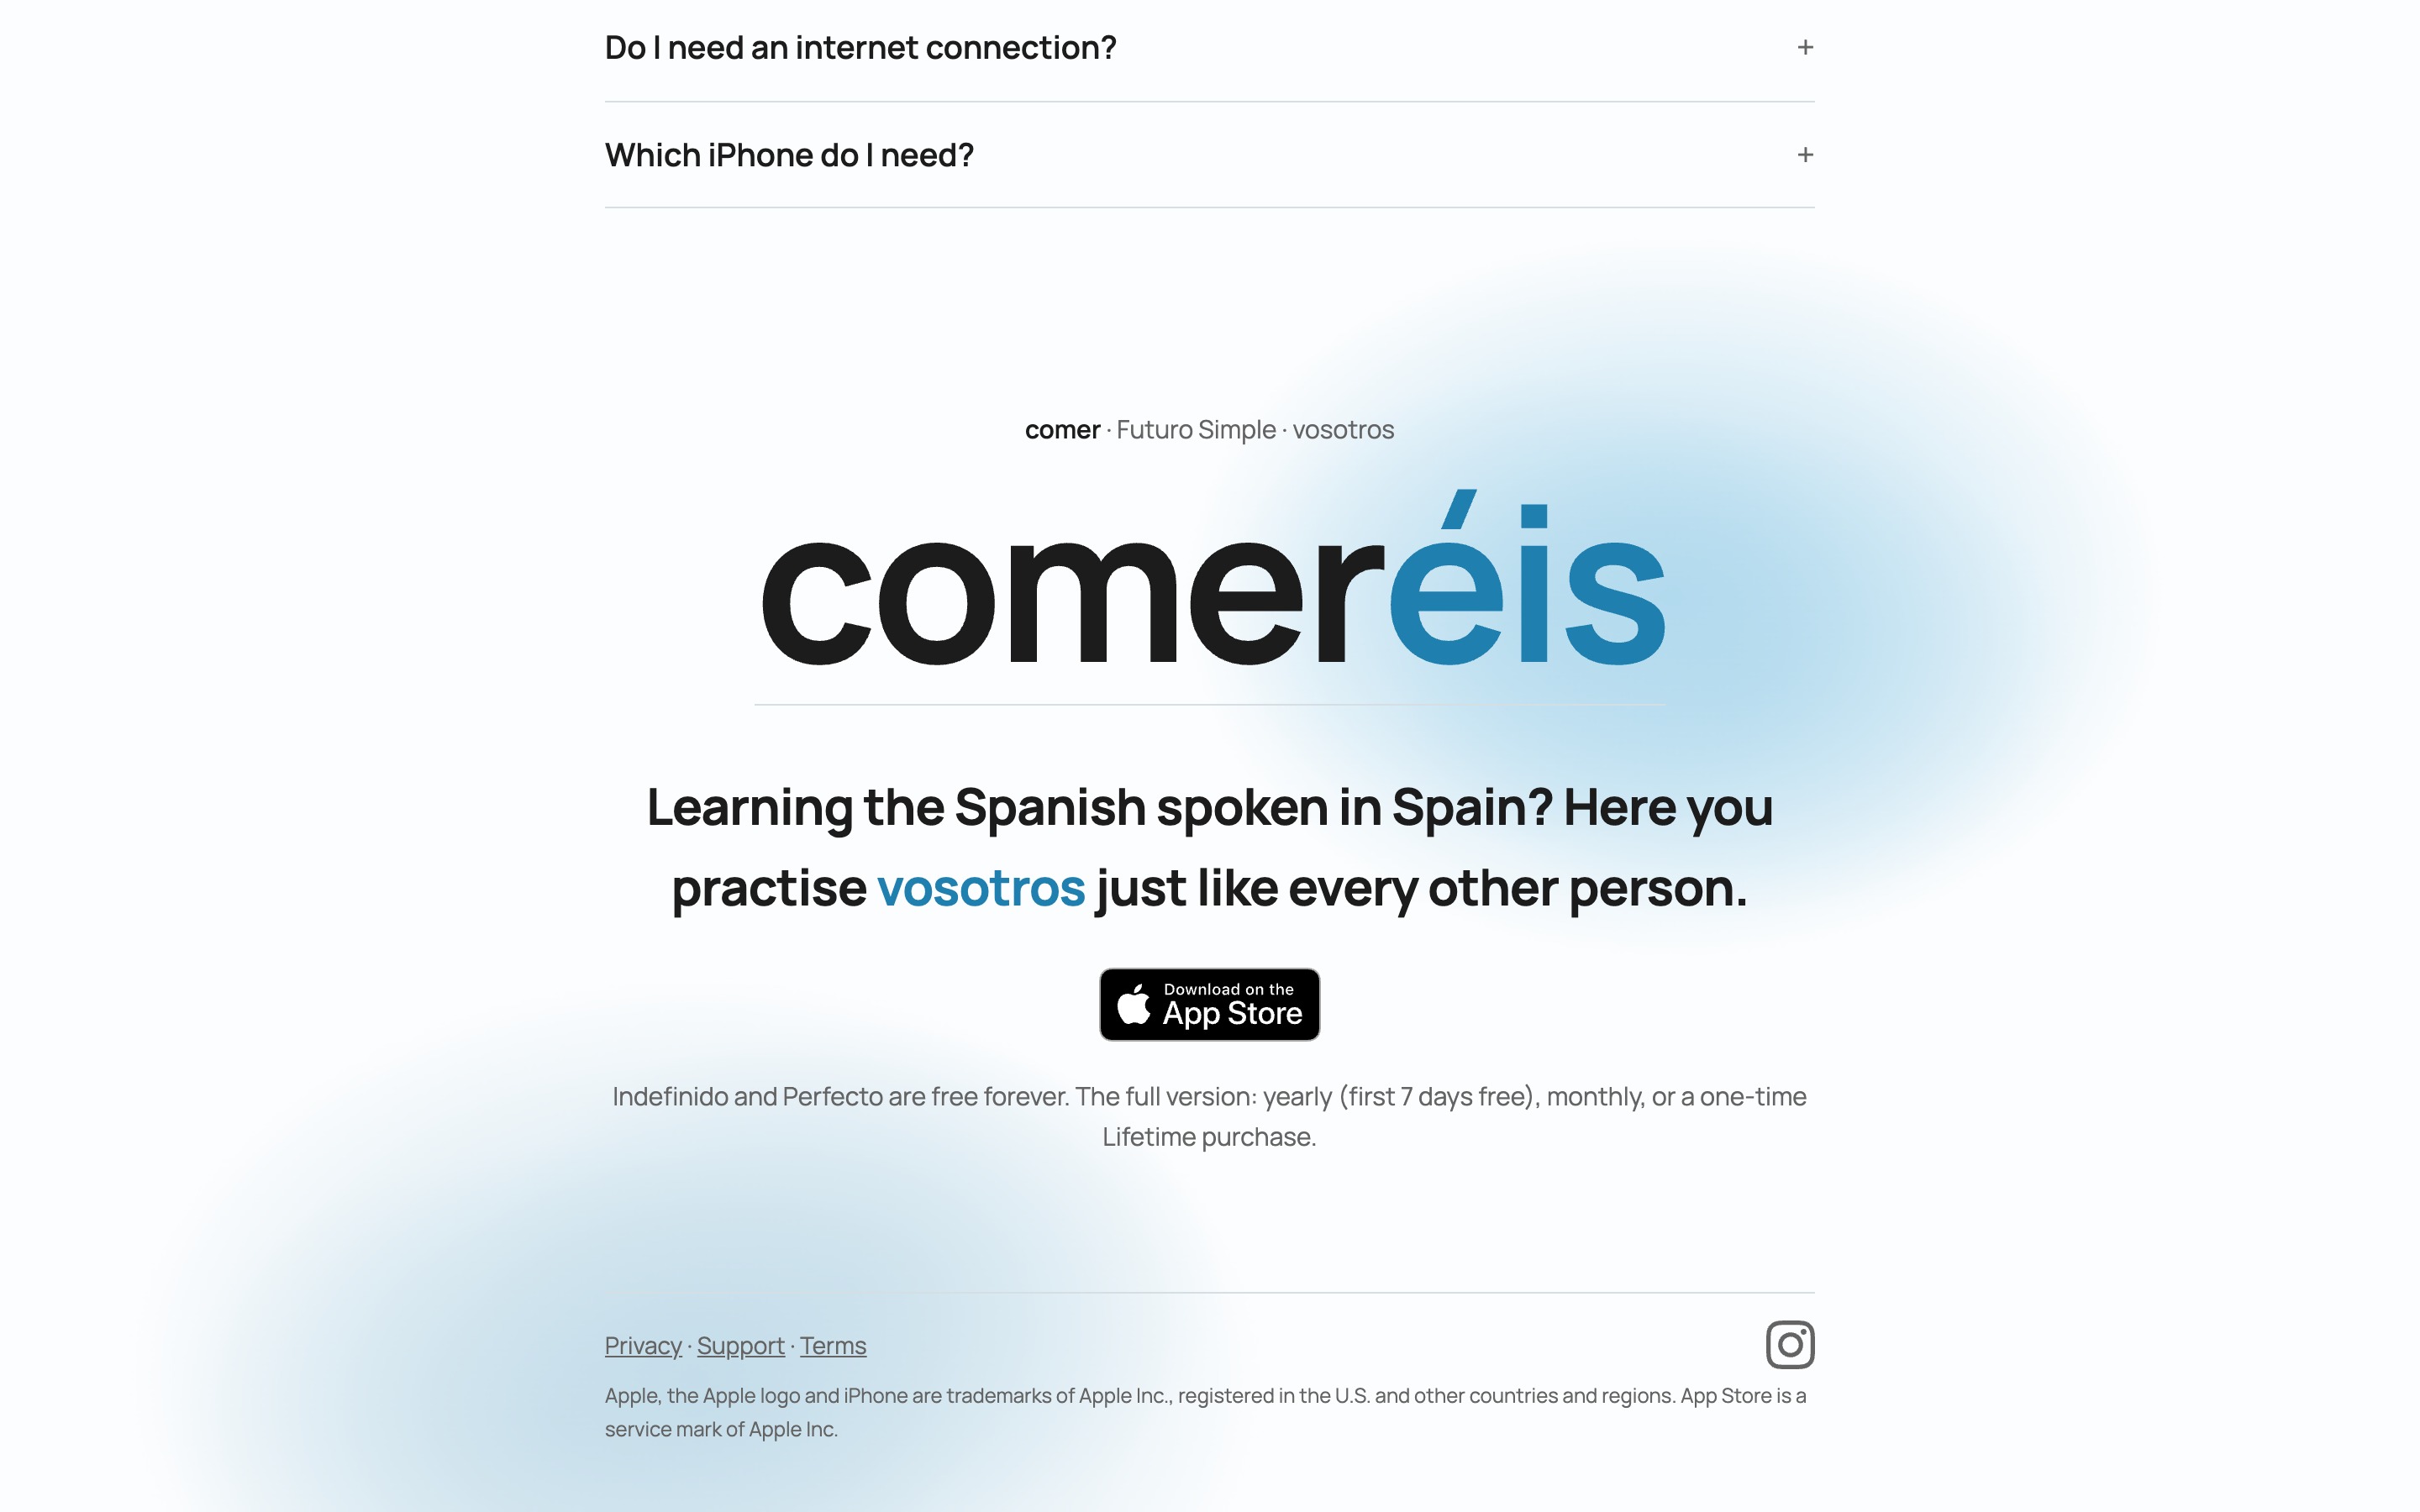 Do I need an internet connection? +
Which iPhone do I need? +
comer · Futuro Simple · vosotros
comeréis
Learning the Spanish spoken in Spain? Here you
practise vosotros just like every other person.
Download on the
App Store
Indefinido and Perfecto are free forever. The full version: yearly (first 7 days free), monthly, or a one-time
Lifetime purchase.
Privacy · Support · Terms
Apple, the Apple logo and iPhone are trademarks of Apple Inc., registered in the U.S. and other countries and regions. App Store is a
service mark of Apple Inc.